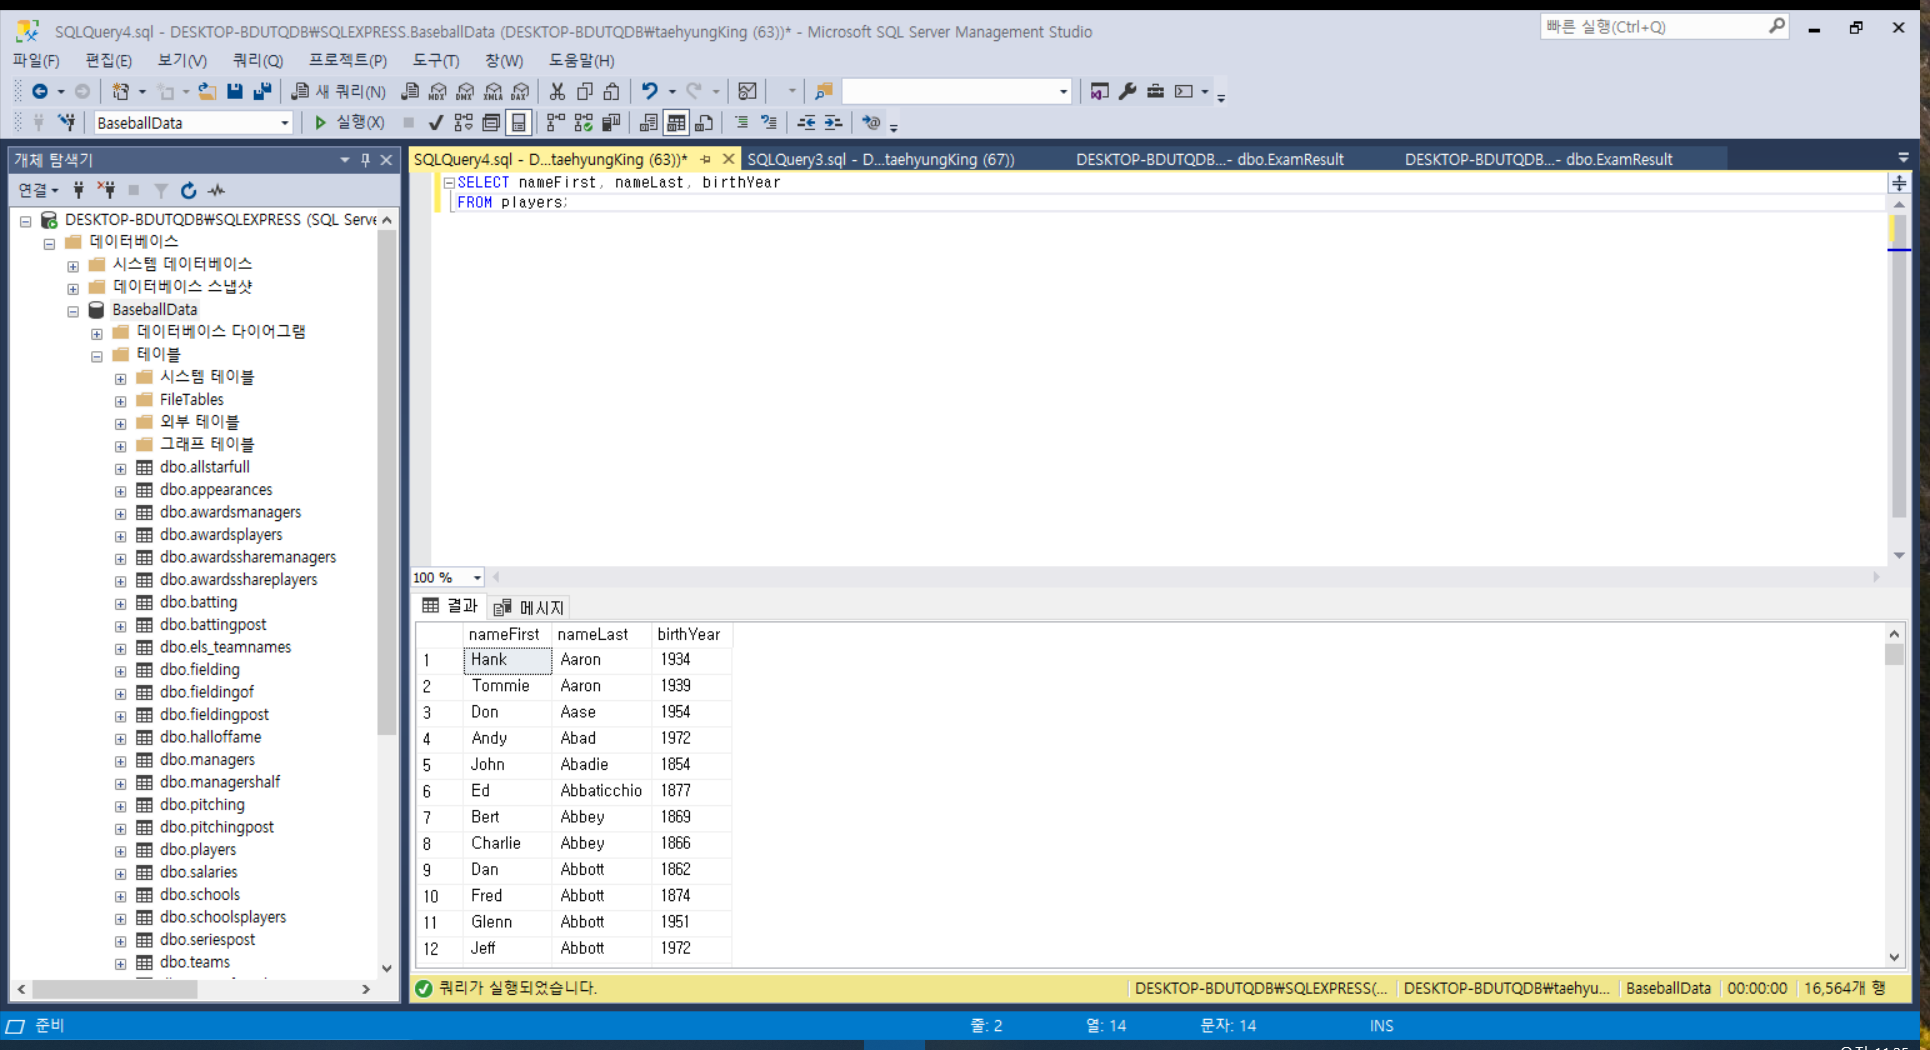 SQLQuery4.sql - DESKTOP-BDUTQDB₩SQLEXPRESS.BaseballData (DESKTOP-BDUTQDB₩taehyungKing (63))* - Microsoft SQL Server Management Studio
빠른 실행(Ctrl+Q)
파일(F) 편집(E) 보기(V) 쿼리(Q) 프로젝트(P) 도구(T) 창(W) 도움말(H)
새 쿼리(N) MDX DMX XMLA DAX
BaseballData 실행(X)
개체 탐색기
연결
DESKTOP-BDUTQDB₩SQLEXPRESS (SQL Serve
데이터베이스
시스템 데이터베이스
데이터베이스 스냅샷
BaseballData
데이터베이스 다이어그램
테이블
시스템 테이블
FileTables
외부 테이블
그래프 테이블
dbo.allstarfull
dbo.appearances
dbo.awardsmanagers
dbo.awardsplayers
dbo.awardssharemanagers
dbo.awardsshareplayers
dbo.batting
dbo.battingpost
dbo.els_teamnames
dbo.fielding
dbo.fieldingof
dbo.fieldingpost
dbo.halloffame
dbo.managers
dbo.managershalf
dbo.pitching
dbo.pitchingpost
dbo.players
dbo.salaries
dbo.schools
dbo.schoolsplayers
dbo.seriespost
dbo.teams
SQLQuery4.sql - D...taehyungKing (63))* SQLQuery3.sql - D...taehyungKing (67)) DESKTOP-BDUTQDB...- dbo.ExamResult DESKTOP-BDUTQDB...- dbo.ExamResult
SELECT nameFirst, nameLast, birthYear
FROM players;
100 %
결과 메시지
nameFirst nameLast birthYear
1 Hank Aaron 1934
2 Tommie Aaron 1939
3 Don Aase 1954
4 Andy Abad 1972
5 John Abadie 1854
6 Ed Abbaticchio 1877
7 Bert Abbey 1869
8 Charlie Abbey 1866
9 Dan Abbott 1862
10 Fred Abbott 1874
11 Glenn Abbott 1951
12 Jeff Abbott 1972
쿼리가 실행되었습니다. DESKTOP-BDUTQDB₩SQLEXPRESS(... DESKTOP-BDUTQDB₩taehyu... BaseballData 00:00:00 16,564개 행
준비 줄: 2 열: 14 문자: 14 INS